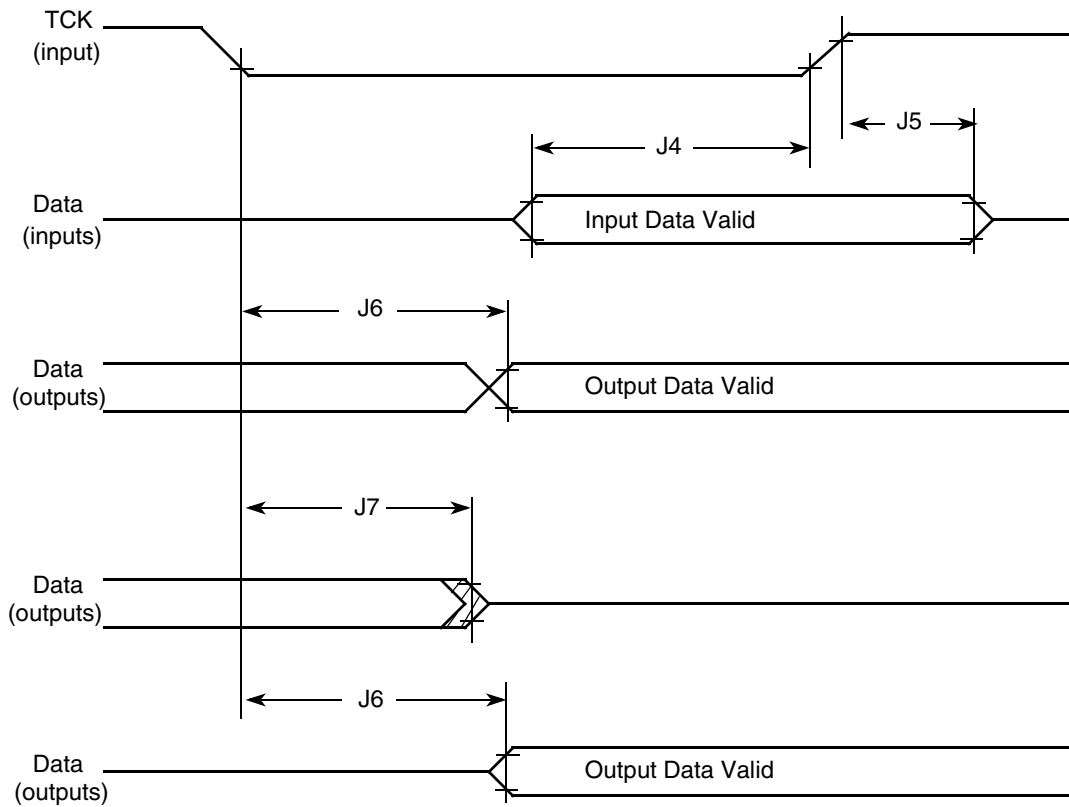 TCK
(input)
J5
J4
Data
(inputs)
Input Data Valid
J6
Data
(outputs)
Output Data Valid
J7
Data
(outputs)
J6
Data
(outputs)
Output Data Valid